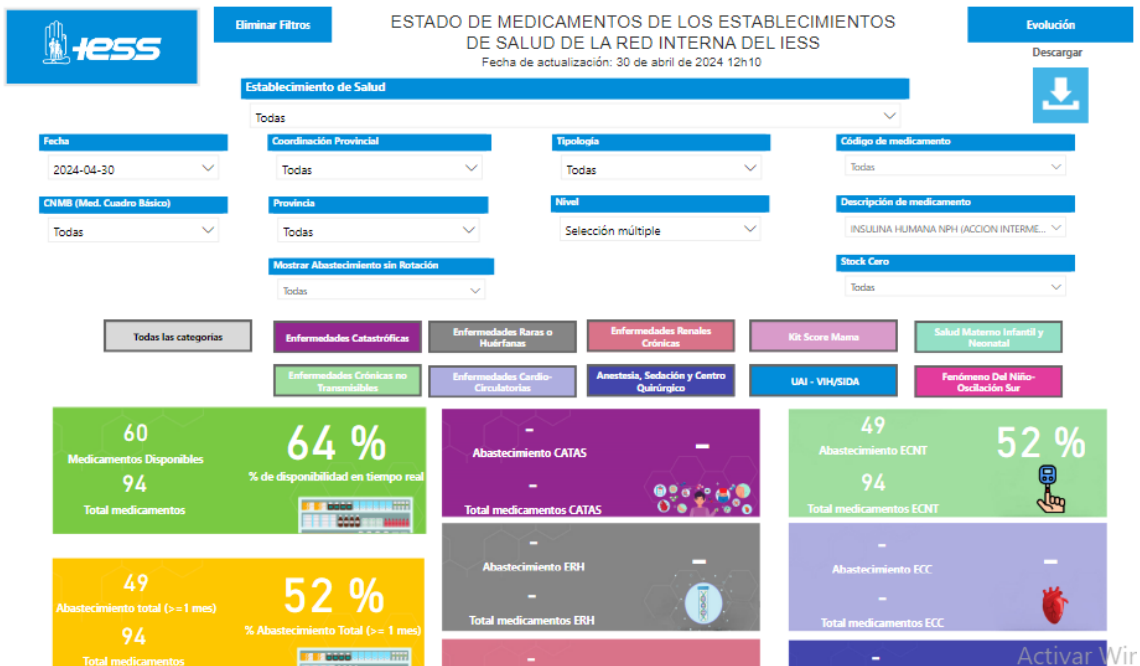 iess
Eliminar Filtros
ESTADO DE MEDICAMENTOS DE LOS ESTABLECIMIENTOS
DE SALUD DE LA RED INTERNA DEL IESS
Fecha de actualización: 30 de abril de 2024 12h10
Evolución
Descargar
Establecimiento de Salud
Todas
Fecha
2024-04-30
Coordinación Provincial
Todas
Tipología
Todas
Código de medicamento
Todas
CNMB (Med. Cuadro Básico)
Todas
Provincia
Todas
Nivel
Selección múltiple
Descripción de medicamento
INSULINA HUMANA NPH (ACCION INTERME...
Mostrar Abastecimiento sin Rotación
Todas
Stock Cero
Todas
Todas las categorías
Enfermedades Catastróficas
Enfermedades Raras o
Huérfanas
Enfermedades Renales
Crónicas
Kit Score Mama
Salud Materno Infantil y
Neonatal
Enfermedades Crónicas no
Transmisibles
Enfermedades Cardio-
Circulatorias
Anestesia, Sedación y Centro
Quirúrgico
UAI - VIH/SIDA
Fenómeno Del Niño-
Oscilación Sur
60
Medicamentos Disponibles
94
Total medicamentos
64 %
% de disponibilidad en tiempo real
-
Abastecimiento CATAS
-
Total medicamentos CATAS
-
49
Abastecimiento ECNT
94
Total medicamentos ECNT
52 %
49
Abastecimiento total (>=1 mes)
94
Total medicamentos
52 %
% Abastecimiento Total (>= 1 mes)
-
Abastecimiento ERH
-
Total medicamentos ERH
-
-
Abastecimiento ECC
-
Total medicamentos ECC
-
-
-
Activar Win